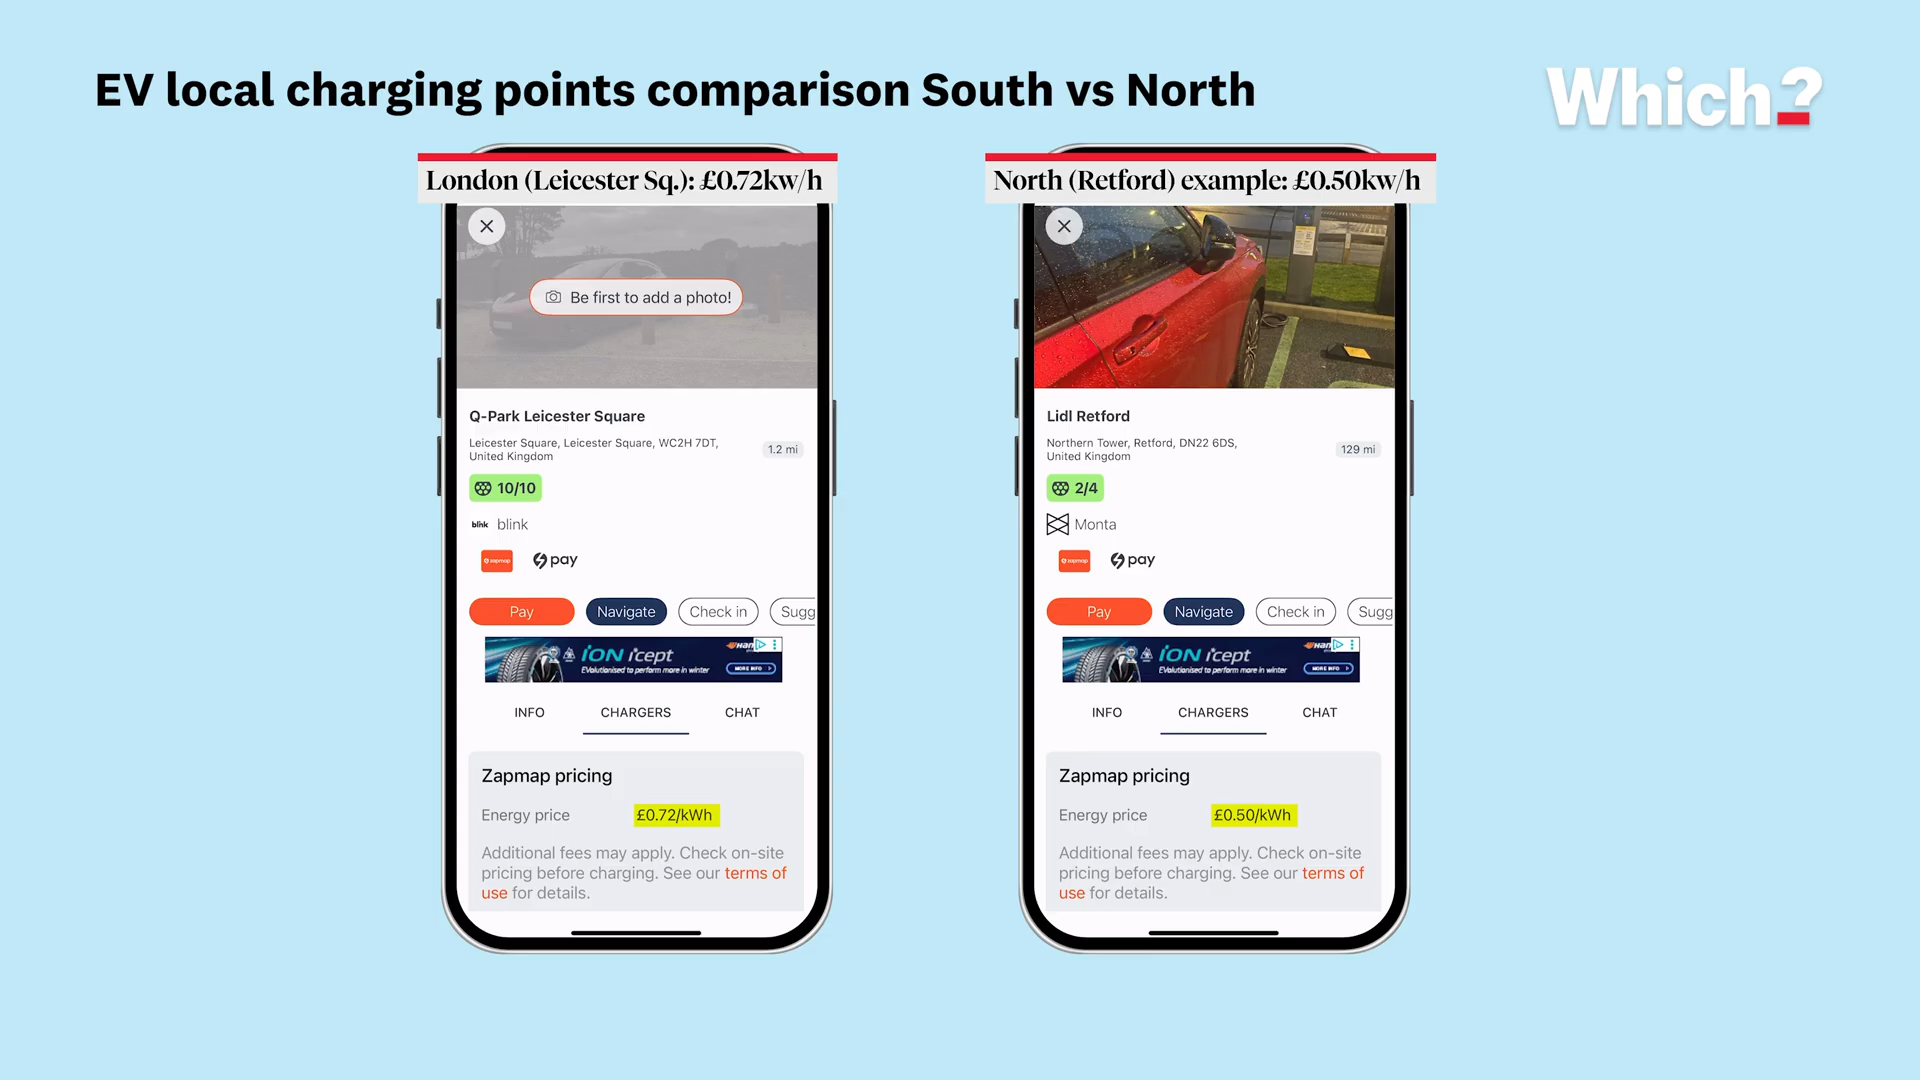 EV local charging points comparison South vs North
Which?
London (Leicester Sq.): £0.72kw/h
Be first to add a photo!
Q-Park Leicester Square
Leicester Square, Leicester Square, WC2H 7DT,
United Kingdom
1.2 mi
10/10
blink blink
zapmap pay
Pay Navigate Check in Sugg
iON i'cept
EVolutionised to perform more in winter
MORE INFO
INFO CHARGERS CHAT
Zapmap pricing
Energy price £0.72/kWh
Additional fees may apply. Check on-site
pricing before charging. See our terms of
use for details.
North (Retford) example: £0.50kw/h
Lidl Retford
Northern Tower, Retford, DN22 6DS,
United Kingdom
129 mi
2/4
Monta
zapmap pay
Pay Navigate Check in Sugg
iON i'cept
EVolutionised to perform more in winter
MORE INFO
INFO CHARGERS CHAT
Zapmap pricing
Energy price £0.50/kWh
Additional fees may apply. Check on-site
pricing before charging. See our terms of
use for details.